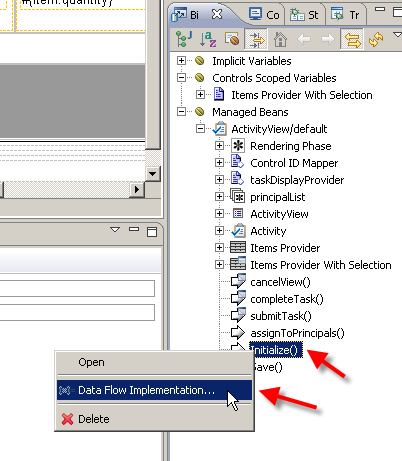 #{item.quantity}
Bi
Co
St
Tr
Implicit Variables
Controls Scoped Variables
Items Provider With Selection
Managed Beans
ActivityView/default
Rendering Phase
Control ID Mapper
taskDisplayProvider
principalList
ActivityView
Activity
Items Provider
Items Provider With Selection
cancelView()
completeTask()
submitTask()
assignToPrincipals()
Initialize()
Save()
Open
Data Flow Implementation...
Delete